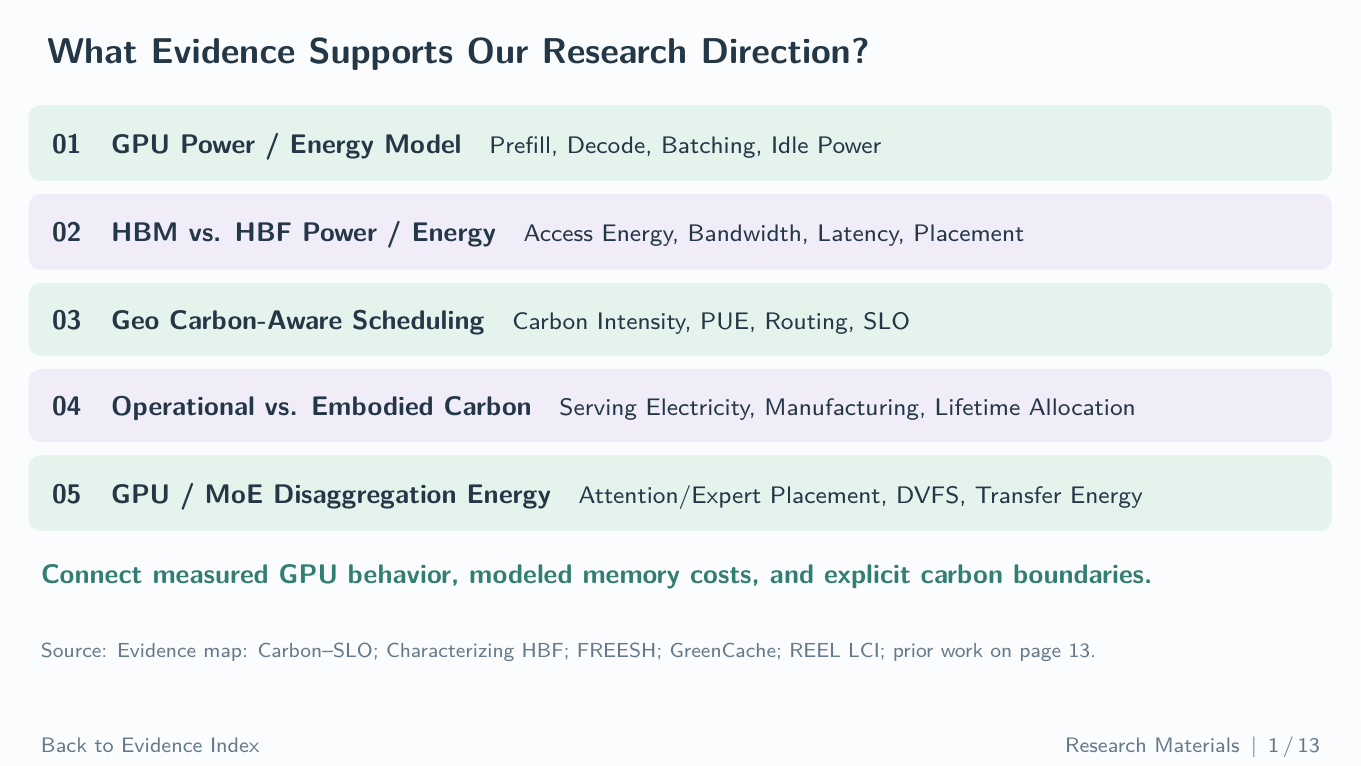 What Evidence Supports Our Research Direction?
01 GPU Power / Energy Model Prefill, Decode, Batching, Idle Power
02 HBM vs. HBF Power / Energy Access Energy, Bandwidth, Latency, Placement
03 Geo Carbon-Aware Scheduling Carbon Intensity, PUE, Routing, SLO
04 Operational vs. Embodied Carbon Serving Electricity, Manufacturing, Lifetime Allocation
05 GPU / MoE Disaggregation Energy Attention/Expert Placement, DVFS, Transfer Energy
Connect measured GPU behavior, modeled memory costs, and explicit carbon boundaries.
Source: Evidence map: Carbon–SLO; Characterizing HBF; FREESH; GreenCache; REEL LCI; prior work on page 13.
Back to Evidence Index
Research Materials | 1 / 13